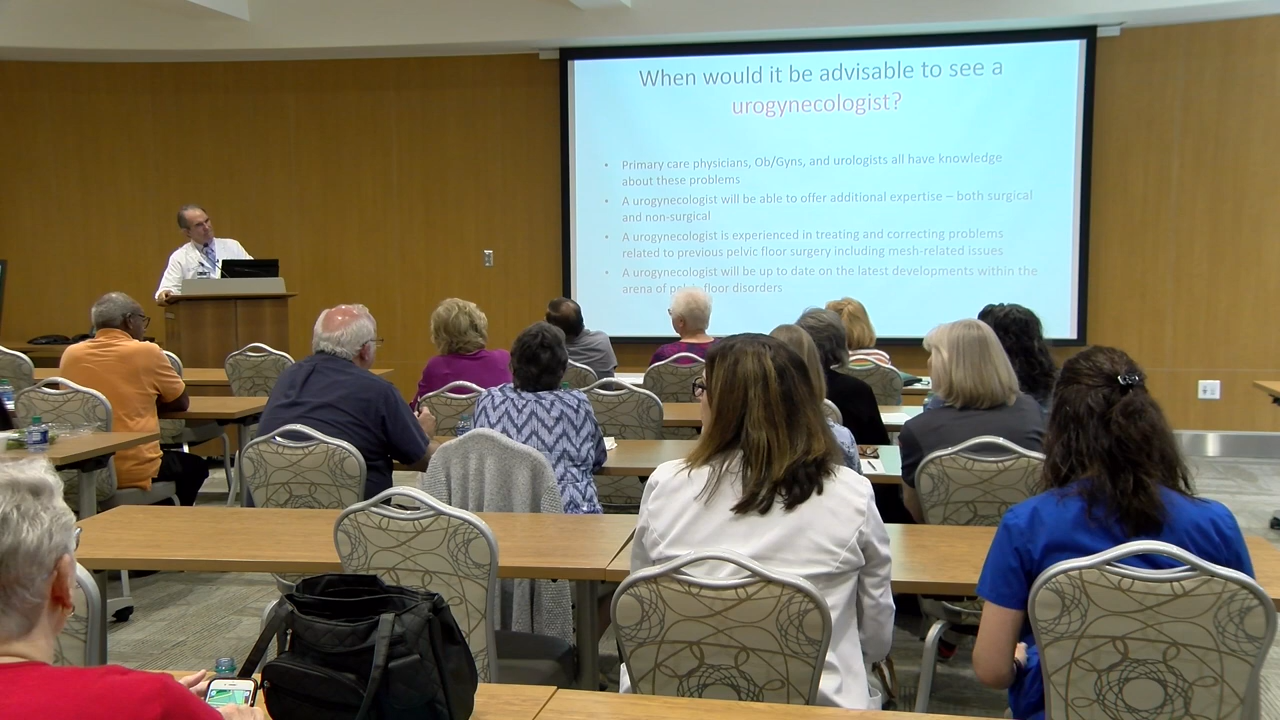 When would it be advisable to see a
urogynecologist?
• Primary care physicians, Ob/Gyns, and urologists all have knowledge
about these problems
• A urogynecologist will be able to offer additional expertise – both surgical
and non-surgical
• A urogynecologist is experienced in treating and correcting problems
related to previous pelvic floor surgery including mesh-related issues
• A urogynecologist will be up to date on the latest developments within the
arena of pelvic floor disorders